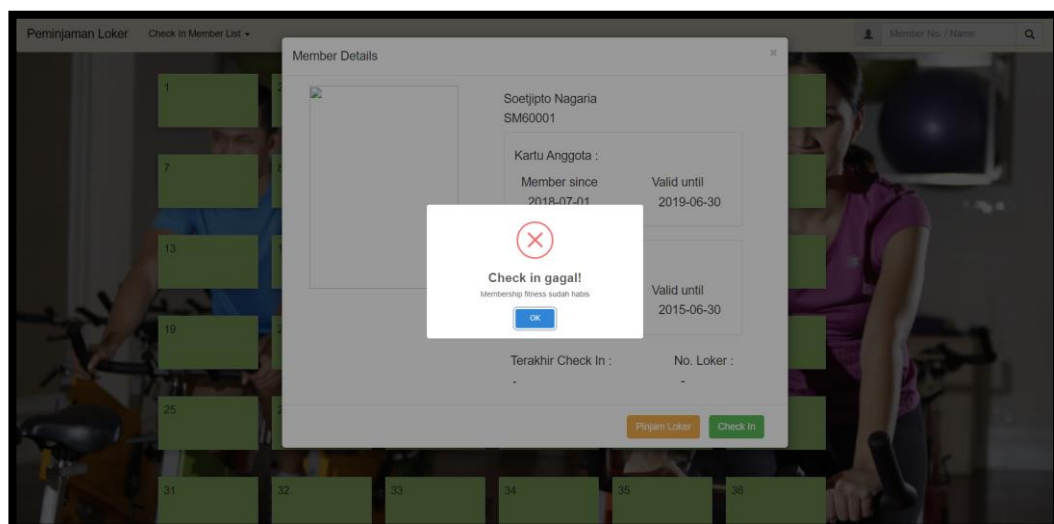 Peminjaman Loker Check In Member List Member No. / Name
Member Details ×
Soetjipto Nagaria
SM60001
Kartu Anggota :
Member since Valid until
2018-07-01 2019-06-30
Check in gagal!
Membership fitness sudah habis
OK
Valid until
2015-06-30
Terakhir Check In : No. Loker :
- -
Pinjam Loker Check In
1
7
13
19
25
31 32 33 34 35 36